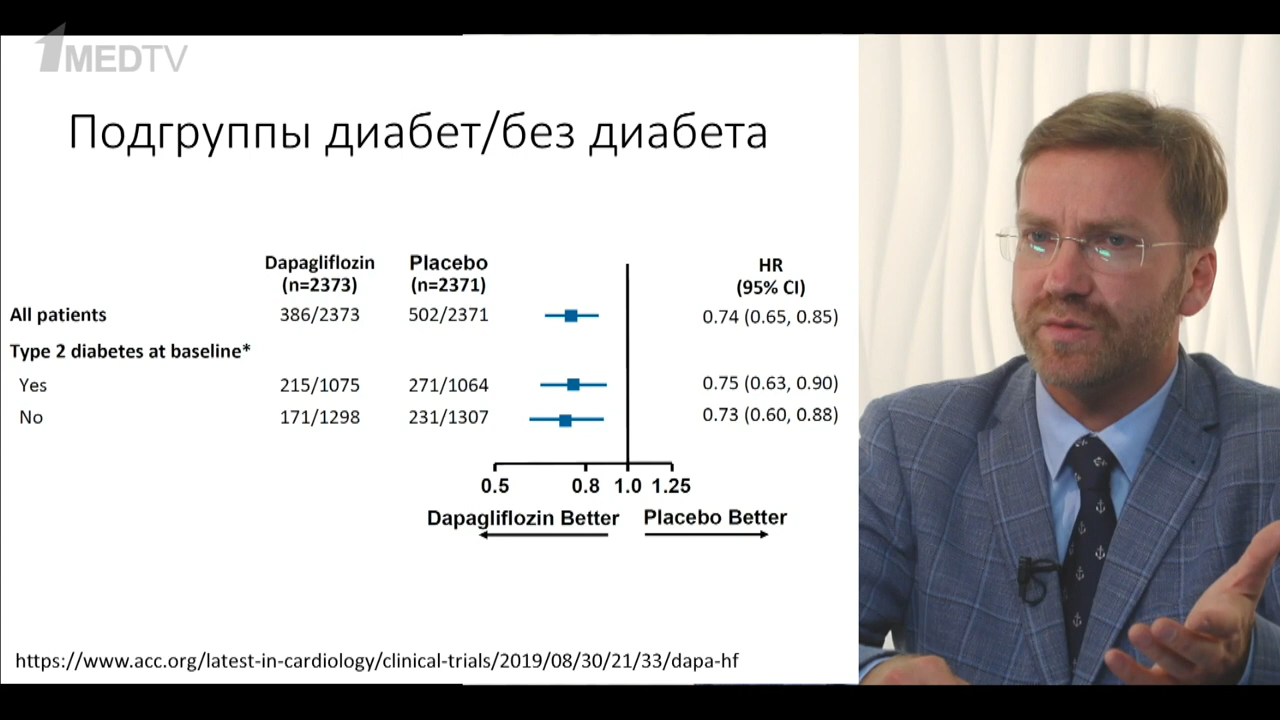 1MEDTV
Подгруппы диабет/без диабета
Dapagliflozin Placebo HR
(n=2373) (n=2371) (95% CI)
All patients 386/2373 502/2371 0.74 (0.65, 0.85)
Type 2 diabetes at baseline*
Yes 215/1075 271/1064 0.75 (0.63, 0.90)
No 171/1298 231/1307 0.73 (0.60, 0.88)
0.5 0.8 1.0 1.25
Dapagliflozin Better Placebo Better
https://www.acc.org/latest-in-cardiology/clinical-trials/2019/08/30/21/33/dapa-hf